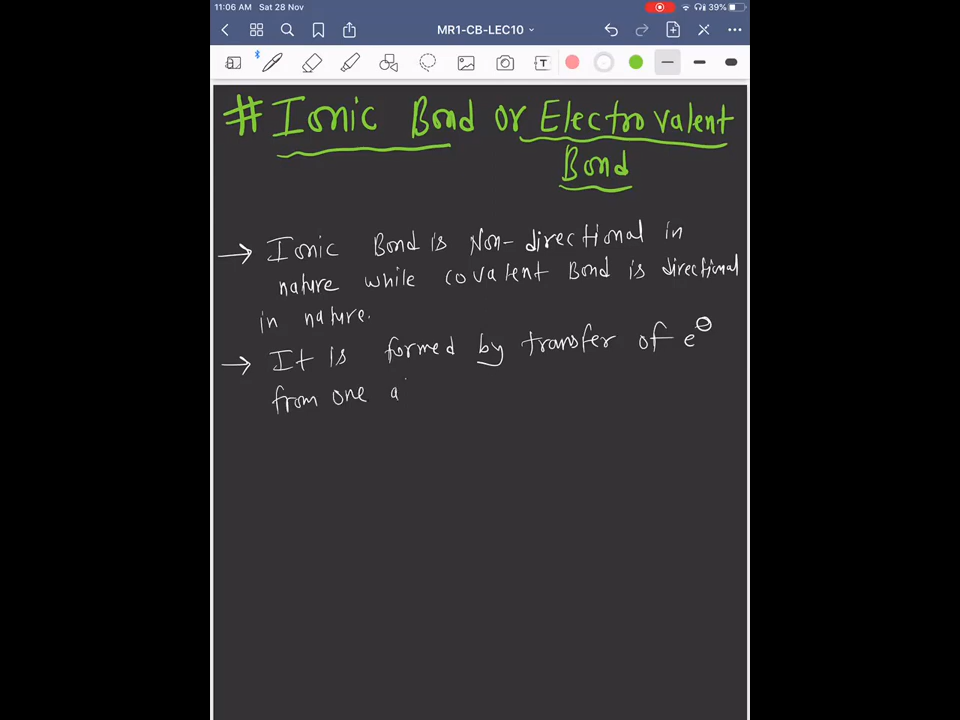 11:06 AM Sat 28 Nov
39%
MR1-CB-LEC10
T
# Ionic Bond or Electrovalent
Bond
→ Ionic Bond is Non-directional in
nature while covalent Bond is directional
in nature.
→ It is formed by transfer of e⊖
from one a